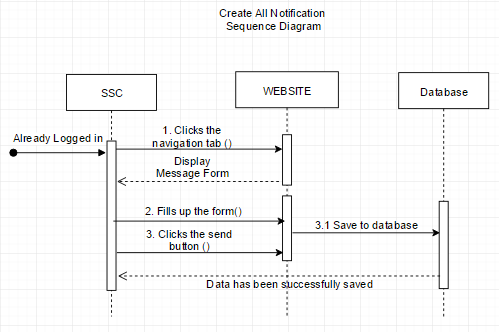 Create All Notification
Sequence Diagram
SSC
WEBSITE
Database
Already Logged in
1. Clicks the
navigation tab ()
Display
Message Form
2. Fills up the form()
3.1 Save to database
3. Clicks the send
button ()
Data has been successfully saved